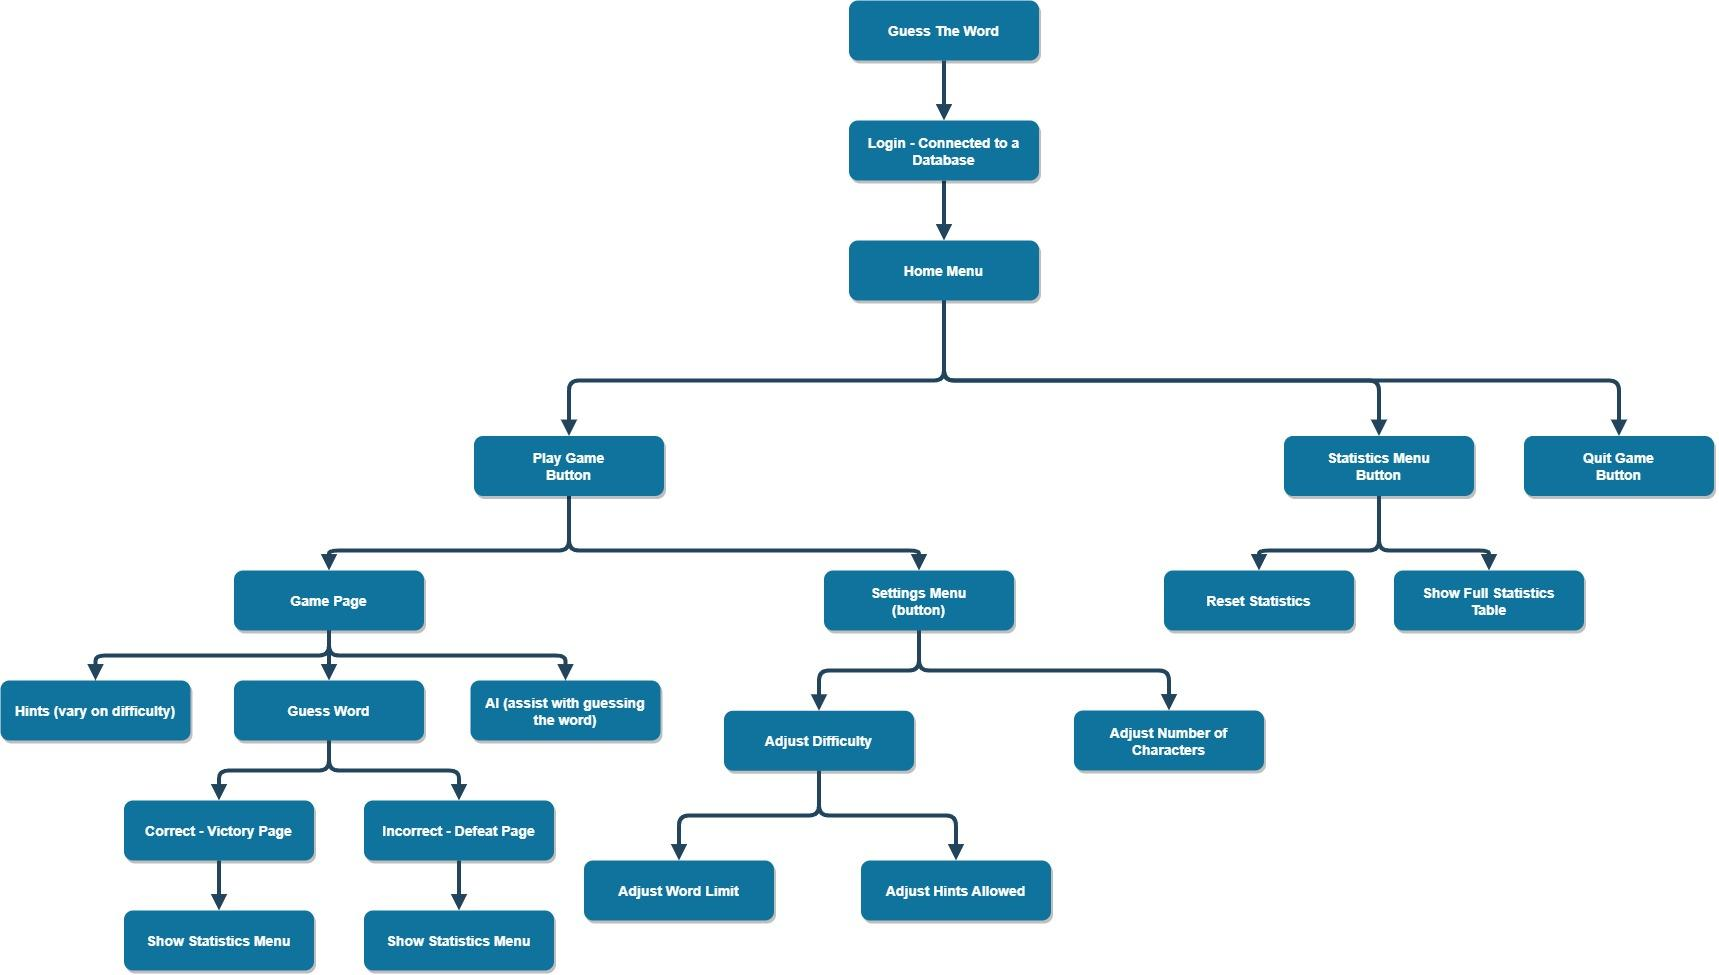 Guess The Word
Login - Connected to a
Database
Home Menu
Play Game
Button
Statistics Menu
Button
Quit Game
Button
Game Page
Settings Menu
(button)
Reset Statistics
Show Full Statistics
Table
Hints (vary on difficulty)
Guess Word
AI (assist with guessing
the word)
Adjust Difficulty
Adjust Number of
Characters
Correct - Victory Page
Incorrect - Defeat Page
Adjust Word Limit
Adjust Hints Allowed
Show Statistics Menu
Show Statistics Menu